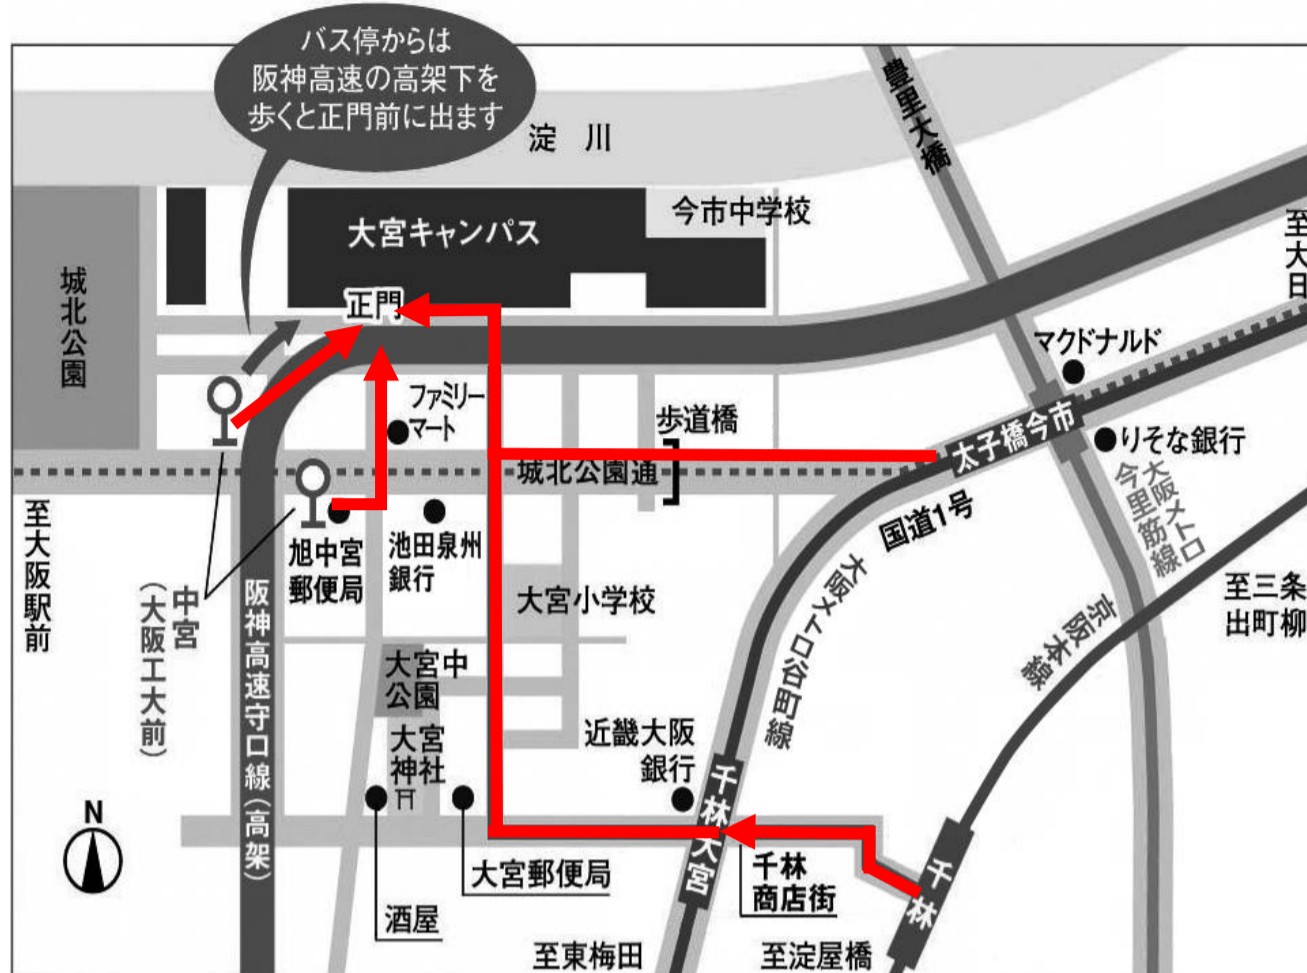 バス停からは
阪神高速の高架下を
歩くと正門前に出ます
淀 川
豊里大橋
今市中学校
大宮キャンパス
至大日
城北公園
正門
マクドナルド
ファミリー
マート
歩道橋
太子橋今市
りそな銀行
城北公園通
大阪メトロ
今里筋線
国道1号
至大阪駅前
旭中宮
郵便局
池田泉州
銀行
大宮小学校
大阪メトロ谷町線
京阪本線
至三条
出町柳
中宮
(大阪工大前)
阪神高速守口線(高架)
大宮中
公園
大宮
神社
近畿大阪
銀行
千林大宮
N
大宮郵便局
千林
商店街
千林
酒屋
至東梅田
至淀屋橋